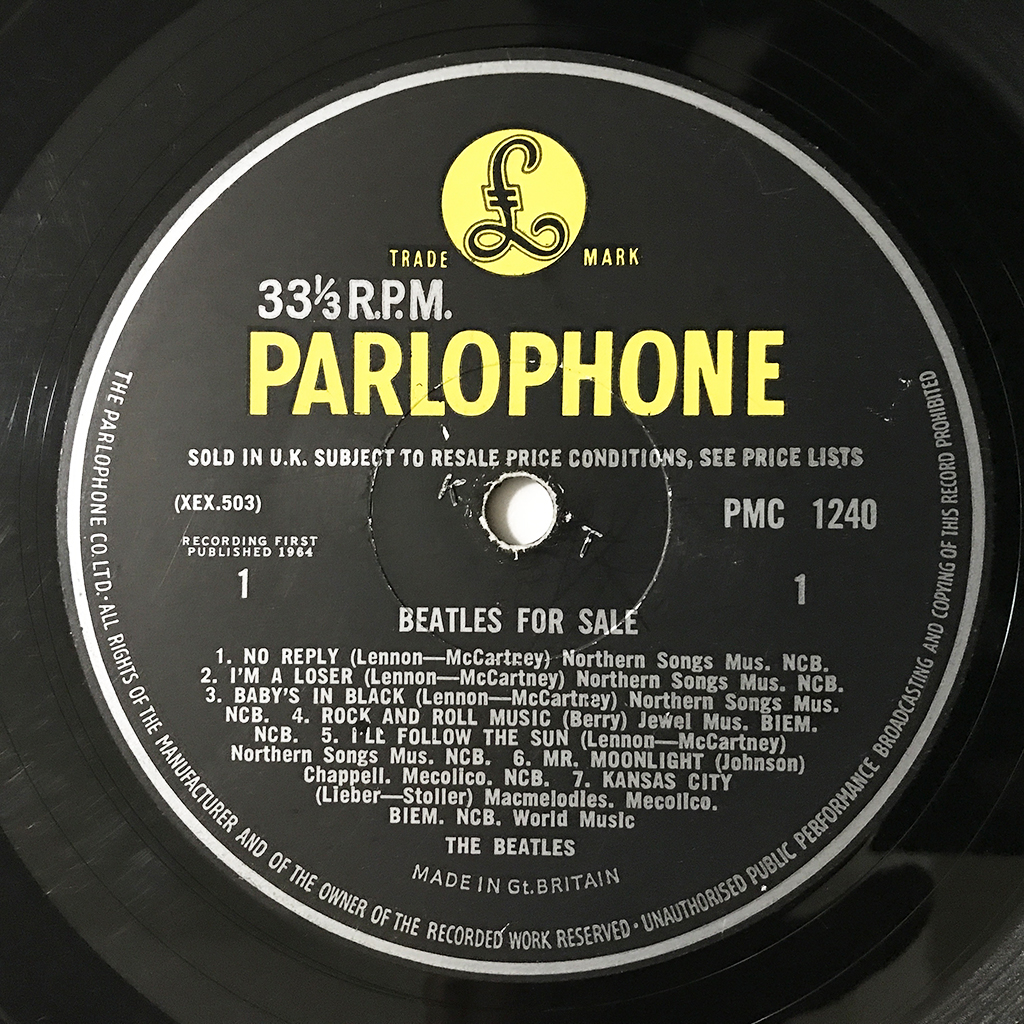 £
TRADE MARK
33⅓ R.P.M.
PARLOPHONE
SOLD IN U.K. SUBJECT TO RESALE PRICE CONDITIONS, SEE PRICE LISTS
(XEX.503)
PMC 1240
RECORDING FIRST
PUBLISHED 1964
K T
1
1
BEATLES FOR SALE
1. NO REPLY (Lennon—McCartney) Northern Songs Mus. NCB.
2. I'M A LOSER (Lennon—McCartney) Northern Songs Mus. NCB.
3. BABY'S IN BLACK (Lennon—McCartney) Northern Songs Mus.
NCB. 4. ROCK AND ROLL MUSIC (Berry) Jewel Mus. BIEM.
NCB. 5. I'LL FOLLOW THE SUN (Lennon—McCartney)
Northern Songs Mus. NCB. 6. MR. MOONLIGHT (Johnson)
Chappell. Mecolico. NCB. 7. KANSAS CITY
(Lieber—Stoller) Macmelodies. Mecolico.
BIEM. NCB. World Music
THE BEATLES
MADE IN Gt. BRITAIN
THE PARLOPHONE CO. LTD. · ALL RIGHTS OF THE MANUFACTURER AND OF THE OWNER OF THE RECORDED WORK RESERVED · UNAUTHORISED PUBLIC PERFORMANCE BROADCASTING AND COPYING OF THIS RECORD PROHIBITED